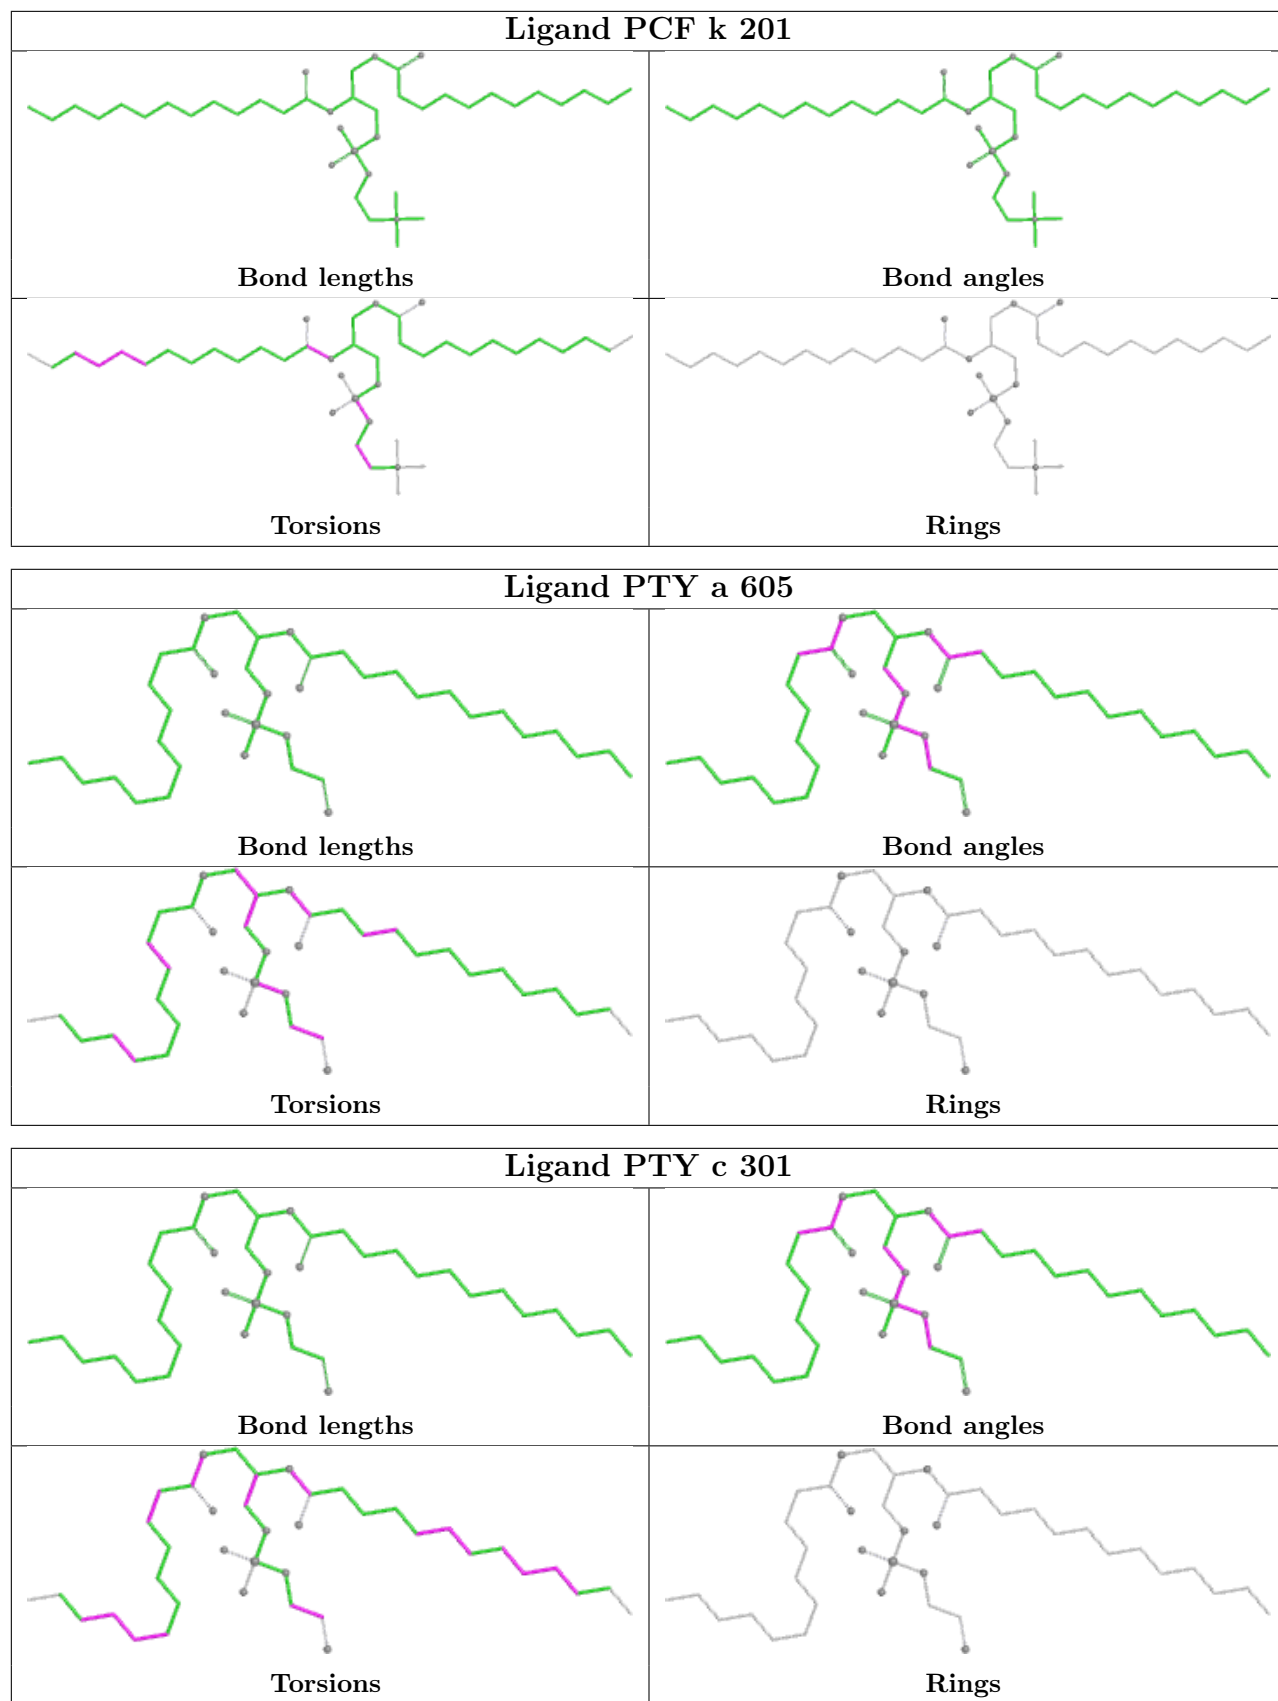 Ligand PCF k 201
Bond lengths
Bond angles
Torsions
Rings
Ligand PTY a 605
Bond lengths
Bond angles
Torsions
Rings
Ligand PTY c 301
Bond lengths
Bond angles
Torsions
Rings